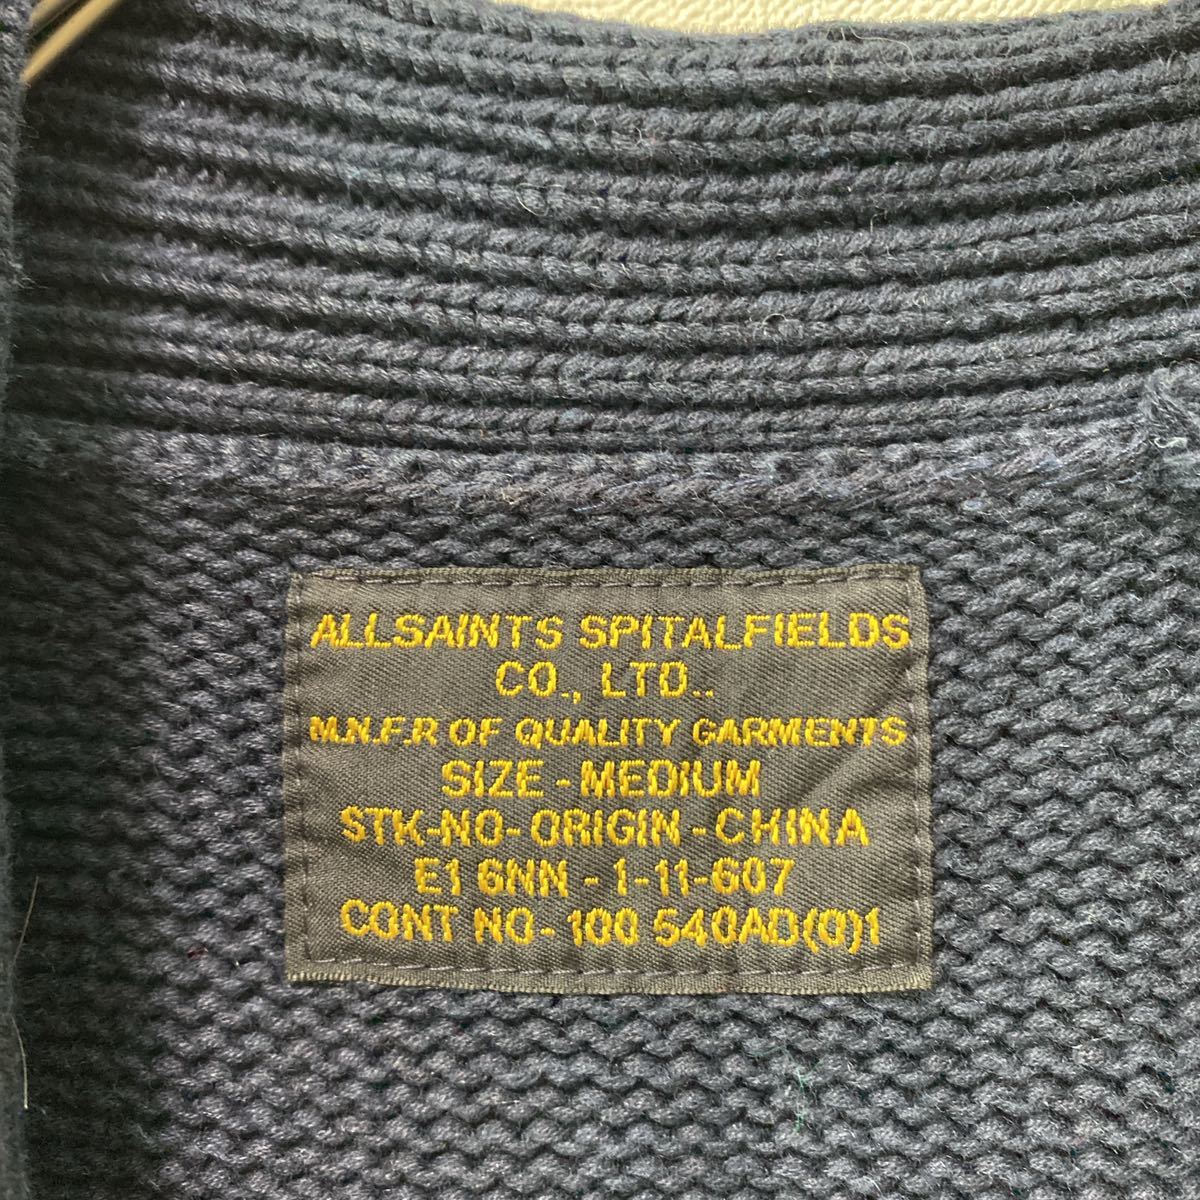 ALLSAINTS SPITALFIELDS
CO., LTD..
M.N.F.R OF QUALITY GARMENTS
SIZE - MEDIUM
STK-NO- ORIGIN - CHINA
E1 6NN - 1-11-607
CONT NO- 100 540AD(0)1